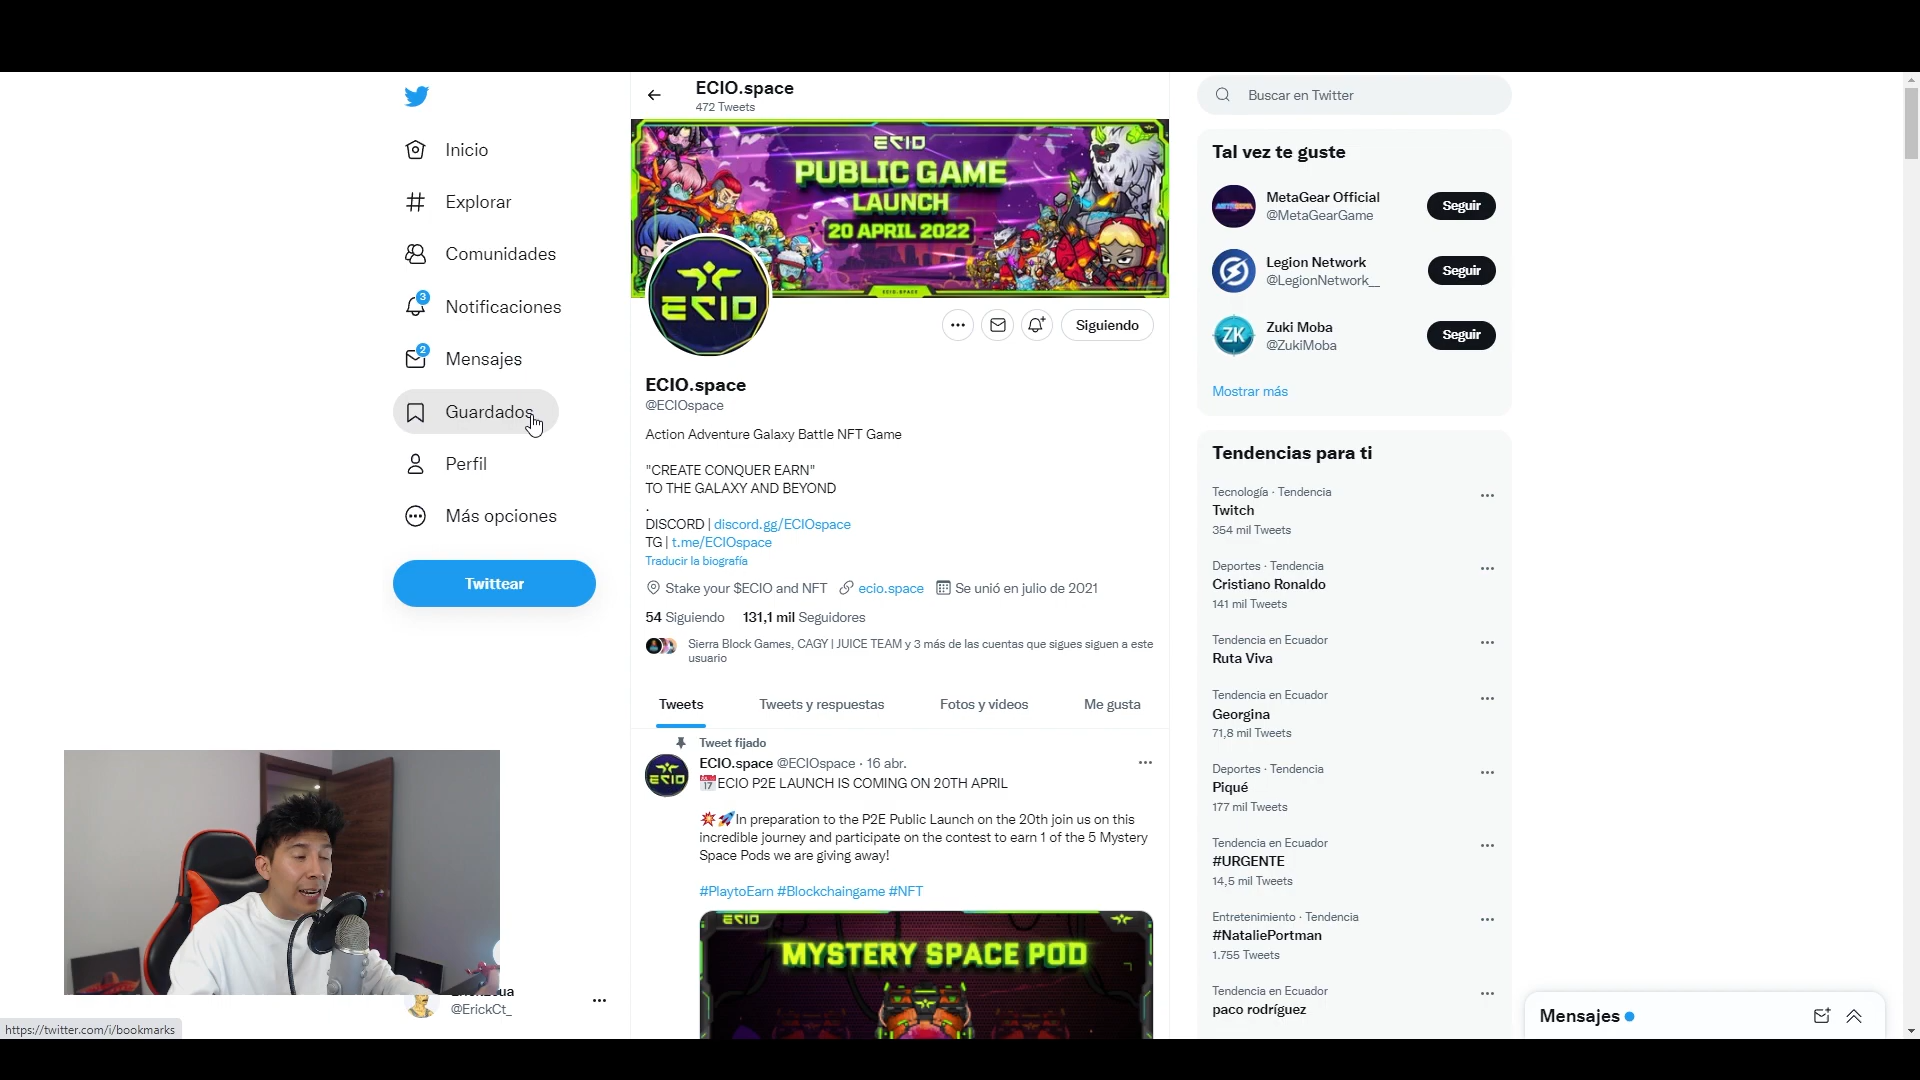 Inicio
Explorar
Comunidades
3
Notificaciones
2
Mensajes
Guardados
Perfil
Más opciones
Twittear
@ErickCt_
https://twitter.com/i/bookmarks
ECIO.space
472 Tweets
ECIO
PUBLIC GAME
LAUNCH
20 APRIL 2022
ECIO.SPACE
ECIO
Siguiendo
ECIO.space
@ECIOspace
Action Adventure Galaxy Battle NFT Game
"CREATE CONQUER EARN"
TO THE GALAXY AND BEYOND
.
DISCORD | discord.gg/ECIOspace
TG | t.me/ECIOspace
Traducir la biografía
Stake your $ECIO and NFT ecio.space Se unió en julio de 2021
54 Siguiendo 131,1 mil Seguidores
Sierra Block Games, CAGY | JUICE TEAM y 3 más de las cuentas que sigues siguen a este
usuario
Tweets Tweets y respuestas Fotos y videos Me gusta
Tweet fijado
ECIO.space @ECIOspace · 16 abr.
📅ECIO P2E LAUNCH IS COMING ON 20TH APRIL
💥🚀In preparation to the P2E Public Launch on the 20th join us on this
incredible journey and participate on the contest to earn 1 of the 5 Mystery
Space Pods we are giving away!
#PlaytoEarn #Blockchaingame #NFT
ECIO
MYSTERY SPACE POD
Buscar en Twitter
Tal vez te guste
MetaGear Official
@MetaGearGame
Seguir
Legion Network
@LegionNetwork__
Seguir
ZK
Zuki Moba
@ZukiMoba
Seguir
Mostrar más
Tendencias para ti
Tecnología · Tendencia
Twitch
354 mil Tweets
Deportes · Tendencia
Cristiano Ronaldo
141 mil Tweets
Tendencia en Ecuador
Ruta Viva
Tendencia en Ecuador
Georgina
71,8 mil Tweets
Deportes · Tendencia
Piqué
177 mil Tweets
Tendencia en Ecuador
#URGENTE
14,5 mil Tweets
Entretenimiento · Tendencia
#NataliePortman
1.755 Tweets
Tendencia en Ecuador
paco rodríguez
Mensajes